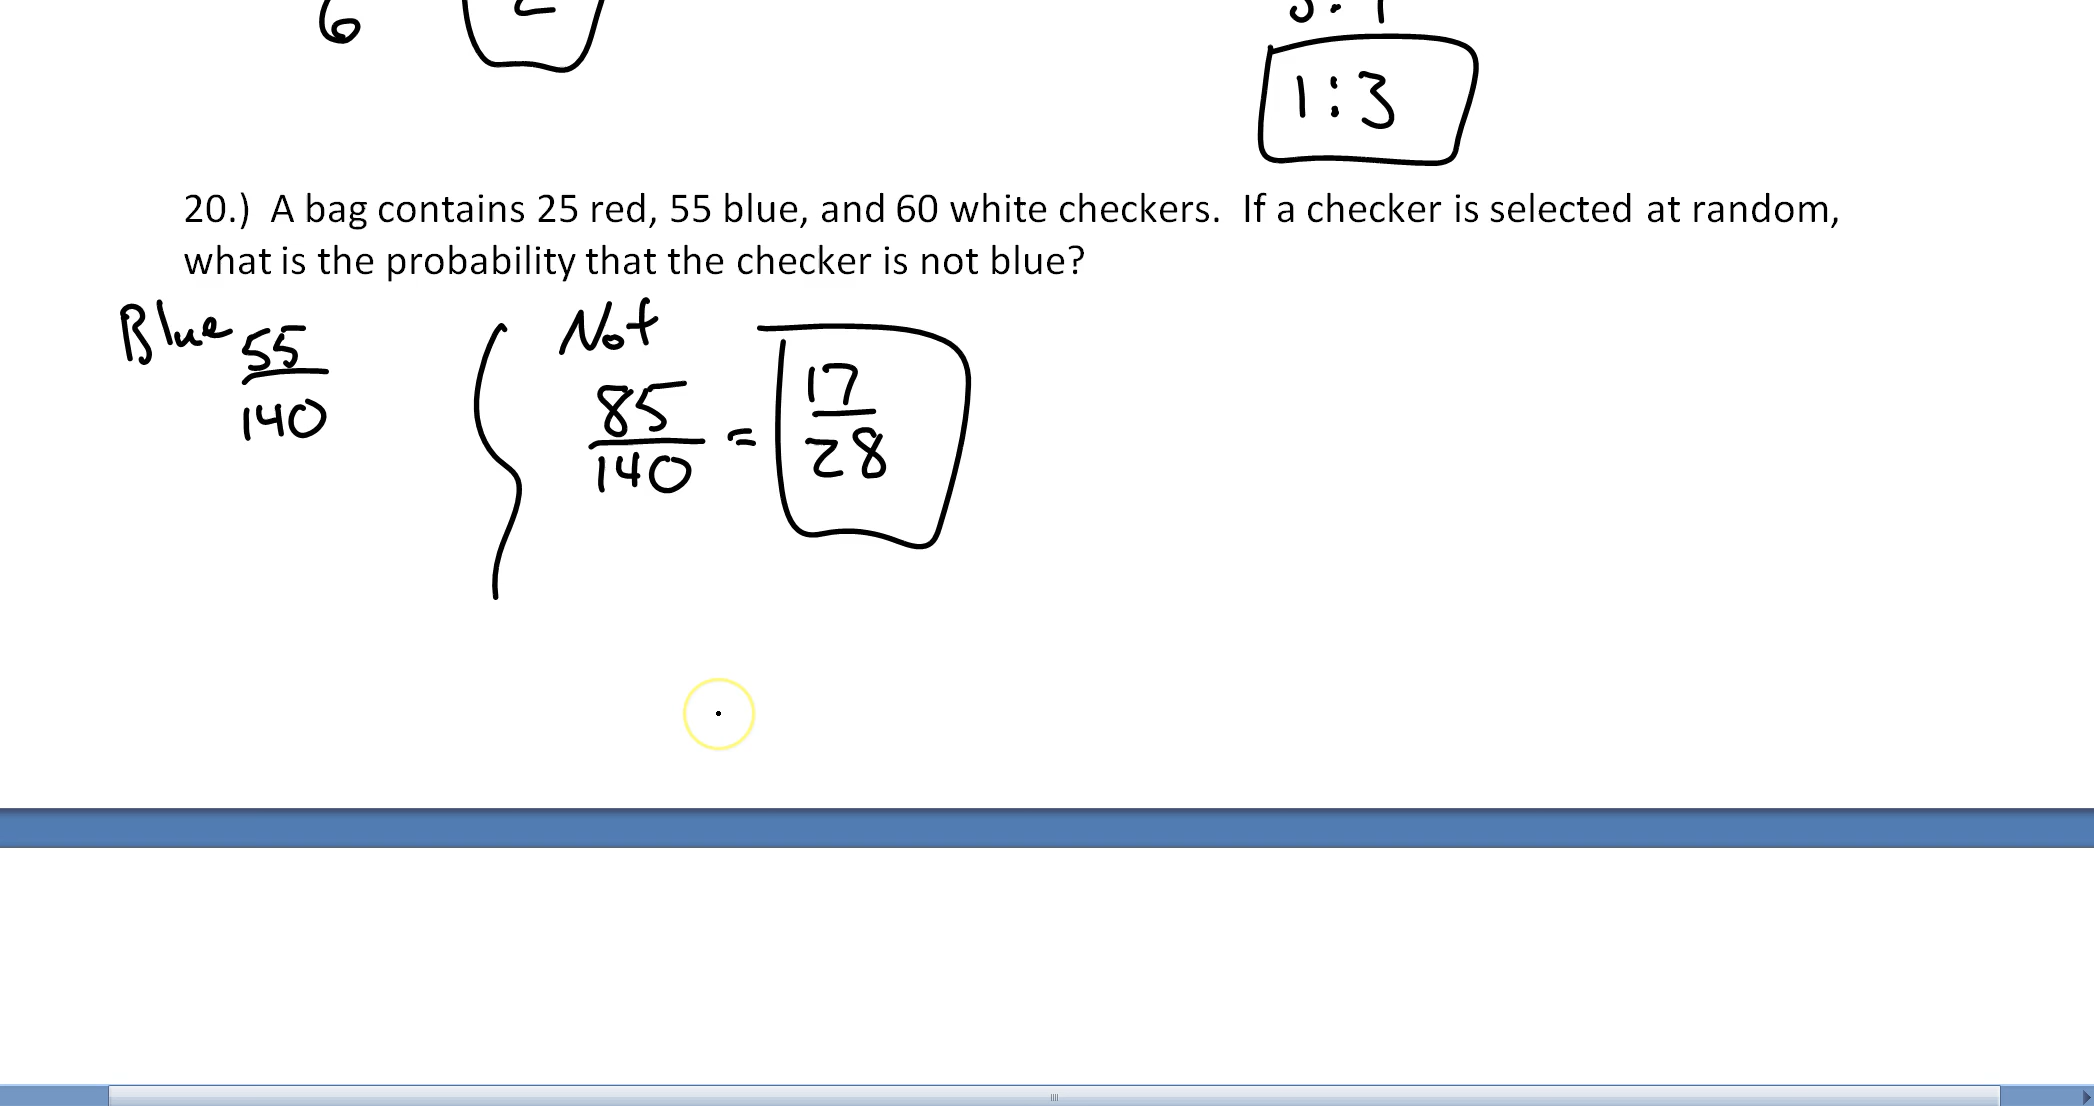 6
1:3
20.) A bag contains 25 red, 55 blue, and 60 white checkers. If a checker is selected at random,
what is the probability that the checker is not blue?
Blue 55/140
Not
85/140 = 17/28